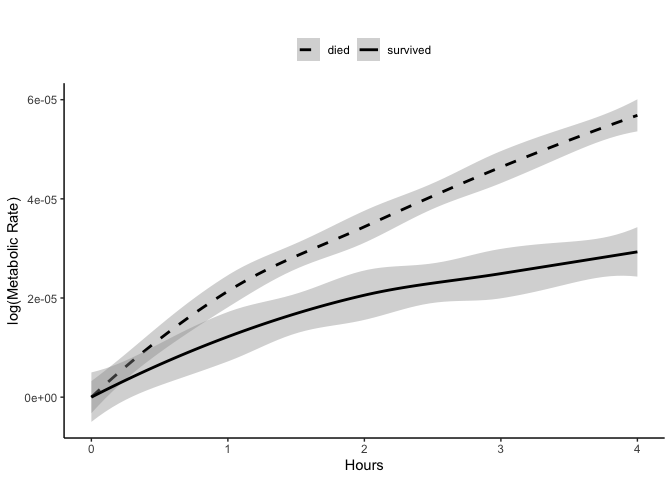 died survived
6e-05
4e-05
2e-05
0e+00
log(Metabolic Rate)
0 1 2 3 4
Hours